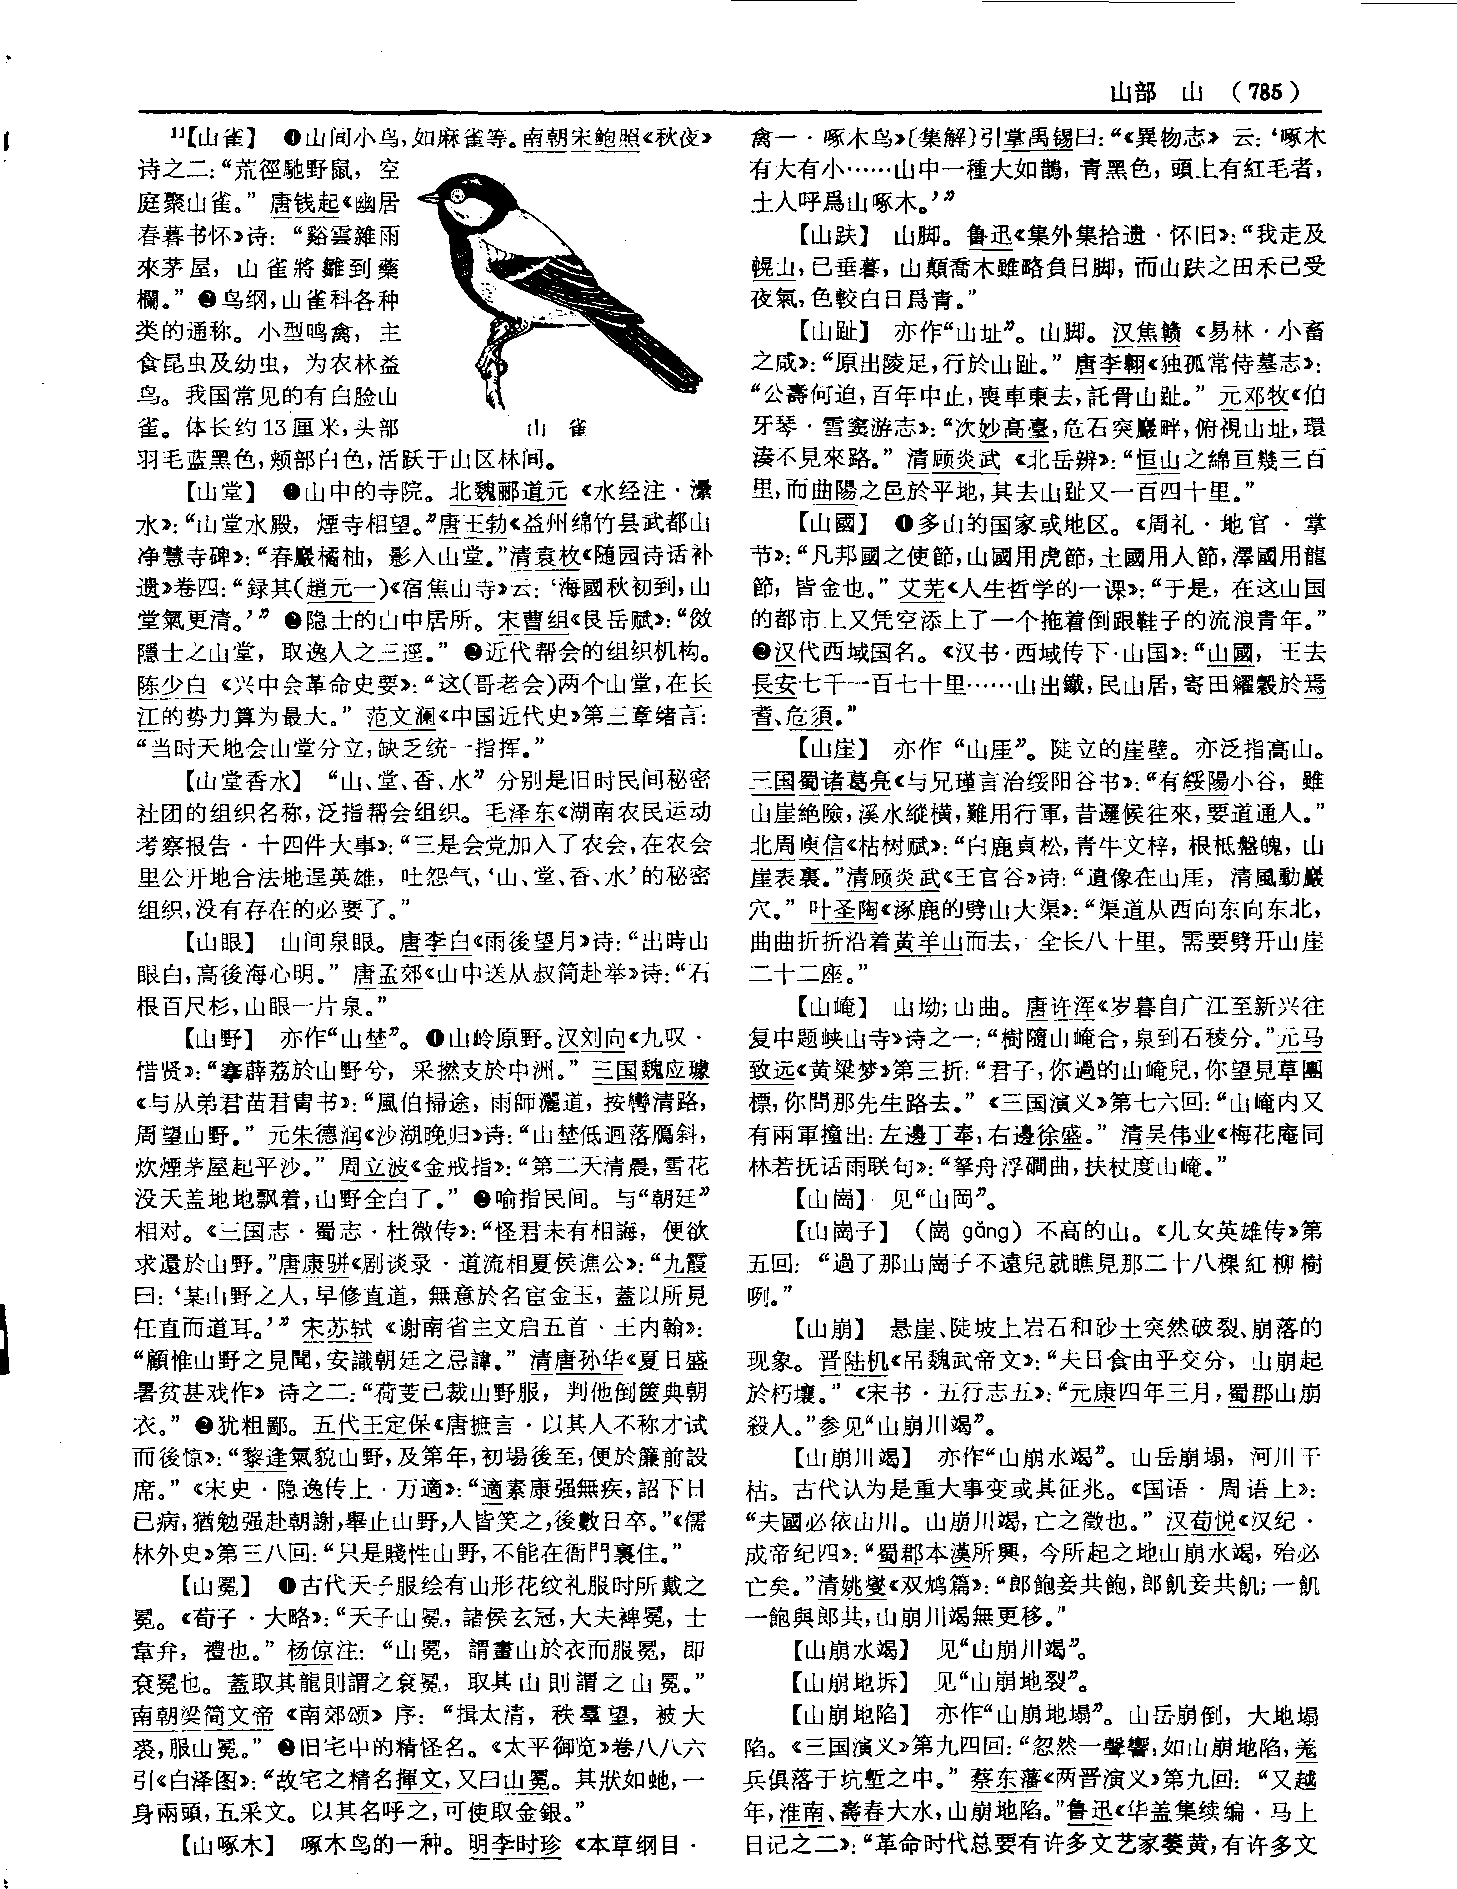 山部 山 (785)
11【山雀】 ❶山间小鸟,如麻雀等。南朝宋鲍照《秋夜》
诗之二:“荒徑馳野鼠, 空
庭聚山雀。” 唐钱起《幽居
春暮书怀》诗: “谿雲雜雨
來茅屋, 山雀將雛到藥
欄。” ❷鸟纲,山雀科各种
类的通称。小型鸣禽, 主
食昆虫及幼虫, 为农林益
鸟。我国常见的有白脸山
雀。体长约13厘米,头部
山 雀
羽毛蓝黑色,颊部白色,活跃于山区林间。
【山堂】 ❶山中的寺院。北魏郦道元《水经注·㶟
水》:“山堂水殿, 煙寺相望。”唐王勃《益州绵竹县武都山
净慧寺碑》:“春巖橘柚, 影入山堂。”清袁枚《随园诗话补
遗》卷四:“録其(趙元一)《宿焦山寺》云: ‘海國秋初到,山
堂氣更清。’” ❷隐士的山中居所。宋曹组《艮岳赋》:“倣
隱士之山堂, 取逸人之三逕。” ❸近代帮会的组织机构。
陈少白《兴中会革命史要》:“这(哥老会)两个山堂,在长
江的势力算为最大。” 范文澜《中国近代史》第三章绪言:
“当时天地会山堂分立,缺乏统一指挥。”
【山堂香水】 “山、堂、香、水” 分别是旧时民间秘密
社团的组织名称,泛指帮会组织。毛泽东《湖南农民运动
考察报告·十四件大事》:“三是会党加入了农会,在农会
里公开地合法地逞英雄, 吐怨气,‘山、堂、香、水’的秘密
组织,没有存在的必要了。”
【山眼】 山间泉眼。唐李白《雨後望月》诗:“出時山
眼白,高後海心明。” 唐孟郊《山中送从叔简赴举》诗:“石
根百尺杉,山眼一片泉。”
【山野】 亦作“山埜”。❶山岭原野。汉刘向《九叹·
惜贤》:“搴薜荔於山野兮, 采撚支於中洲。” 三国魏应璩
《与从弟君苗君胄书》:“風伯掃途, 雨師灑道, 按轡清路,
周望山野。” 元朱德润《沙湖晚归》诗:“山埜低迴落鴈斜,
炊煙茅屋起平沙。” 周立波《金戒指》:“第二天清晨,雪花
没天盖地地飘着,山野全白了。” ❷喻指民间。与“朝廷”
相对。《三国志·蜀志·杜微传》:“怪君未有相誨, 便欲
求還於山野。”唐康骈《剧谈录·道流相夏侯谯公》:“九霞
曰: ‘某山野之人,早修直道, 無意於名宦金玉, 蓋以所見
任直而道耳。’” 宋苏轼《谢南省主文启五首·王内翰》:
“顧惟山野之見聞,安識朝廷之忌諱。” 清唐孙华《夏日盛
暑贫甚戏作》诗之二:“荷芰已裁山野服, 判他倒篋典朝
衣。” ❸犹粗鄙。五代王定保《唐摭言·以其人不称才试
而後惊》:“黎逢氣貌山野,及第年,初場後至,便於簾前設
席。” 《宋史·隐逸传上·万適》:“適素康强無疾,詔下日
已病,猶勉强赴朝謝,舉止山野,人皆笑之,後數日卒。”《儒
林外史》第三八回:“只是賤性山野,不能在衙門裏住。”
【山冕】 ❶古代天子服绘有山形花纹礼服时所戴之
冕。《荀子·大略》:“天子山冕, 諸侯玄冠,大夫裨冕, 士
韋弁, 禮也。” 杨倞注: “山冕, 謂畫山於衣而服冕, 即
衮冕也。蓋取其龍則謂之衮冕, 取其山則謂之山冕。”
南朝梁简文帝《南郊颂》序: “揖太清, 秩羣望, 被大
裘,服山冕。” ❷旧宅中的精怪名。《太平御览》卷八八六
引《白泽图》:“故宅之精名揮文,又曰山冕。其狀如虵,一
身兩頭,五采文。以其名呼之,可使取金銀。”
【山啄木】 啄木鸟的一种。明李时珍《本草纲目·
禽一·啄木鸟》〔集解〕引掌禹锡曰:“《異物志》云: ‘啄木
有大有小……山中一種大如鵲, 青黑色, 頭上有紅毛者,
土人呼爲山啄木。’”
【山趺】 山脚。鲁迅《集外集拾遗·怀旧》:“我走及
幌山,已垂暮, 山顛喬木雖略負日脚, 而山趺之田禾已受
夜氣,色較白日爲青。”
【山趾】 亦作“山址”。山脚。汉焦赣《易林·小畜
之咸》:“原出陵足,行於山趾。” 唐李翱《独孤常侍墓志》:
“公壽何迫,百年中止,喪車東去,託骨山趾。” 元邓牧《伯
牙琴·雪窦游志》:“次妙高臺,危石突巖畔,俯視山址,環
湊不見來路。” 清顾炎武《北岳辨》:“恒山之綿亘幾三百
里,而曲陽之邑於平地,其去山趾又一百四十里。”
【山國】 ❶多山的国家或地区。《周礼·地官·掌
节》:“凡邦國之使節,山國用虎節,土國用人節,澤國用龍
節, 皆金也。” 艾芜《人生哲学的一课》:“于是, 在这山国
的都市上又凭空添上了一个拖着倒跟鞋子的流浪青年。”
❷汉代西域国名。《汉书·西域传下·山国》:“山國, 王去
長安七千一百七十里……山出鐵,民山居,寄田糴穀於焉
耆、危須。”
【山崖】 亦作 “山厓”。陡立的崖壁。亦泛指高山。
三国蜀诸葛亮《与兄瑾言治绥阳谷书》:“有綏陽小谷, 雖
山崖絶險,溪水縱橫,難用行軍,昔邏候往來,要道通人。”
北周庾信《枯树赋》:“白鹿貞松,青牛文梓, 根柢盤魄, 山
崖表裏。”清顾炎武《王官谷》诗:“遺像在山厓, 清風動巖
穴。” 叶圣陶《涿鹿的劈山大渠》:“渠道从西向东向东北,
曲曲折折沿着黄羊山而去, 全长八十里。需要劈开山崖
二十二座。”
【山崦】 山坳;山曲。唐许浑《岁暮自广江至新兴往
复中题峡山寺》诗之一:“樹隨山崦合,泉到石稜分。”元马
致远《黄粱梦》第三折:“君子,你過的山崦兒,你望見草團
標,你問那先生路去。” 《三国演义》第七六回:“山崦内又
有兩軍撞出:左邊丁奉,右邊徐盛。” 清吴伟业《梅花庵同
林若抚话雨联句》:“拏舟浮磵曲,扶杖度山崦。”
【山崗】 见“山岡”。
【山崗子】 (崗 gǎng) 不高的山。《儿女英雄传》第
五回: “過了那山崗子不遠兒就瞧見那二十八棵紅柳樹
咧。”
【山崩】 悬崖、陡坡上岩石和砂土突然破裂、崩落的
现象。晋陆机《吊魏武帝文》:“夫日食由乎交分, 山崩起
於朽壤。” 《宋书·五行志五》:“元康四年三月,蜀郡山崩
殺人。”参见“山崩川竭”。
【山崩川竭】 亦作“山崩水竭”。山岳崩塌, 河川干
枯。古代认为是重大事变或其征兆。《国语·周语上》:
“夫國必依山川。山崩川竭,亡之徵也。” 汉荀悦《汉纪·
成帝纪四》:“蜀郡本漢所興, 今所起之地山崩水竭, 殆必
亡矣。”清姚燮《双鸩篇》:“郎飽妾共飽,郎飢妾共飢;一飢
一飽與郎共,山崩川竭無更移。”
【山崩水竭】 见“山崩川竭”。
【山崩地坼】 见“山崩地裂”。
【山崩地陷】 亦作“山崩地塌”。山岳崩倒, 大地塌
陷。《三国演义》第九四回:“忽然一聲響,如山崩地陷,羌
兵俱落于坑塹之中。” 蔡东藩《两晋演义》第九回: “又越
年,淮南、壽春大水,山崩地陷。”鲁迅《华盖集续编·马上
日记之二》:“革命时代总要有许多文艺家萎黄,有许多文